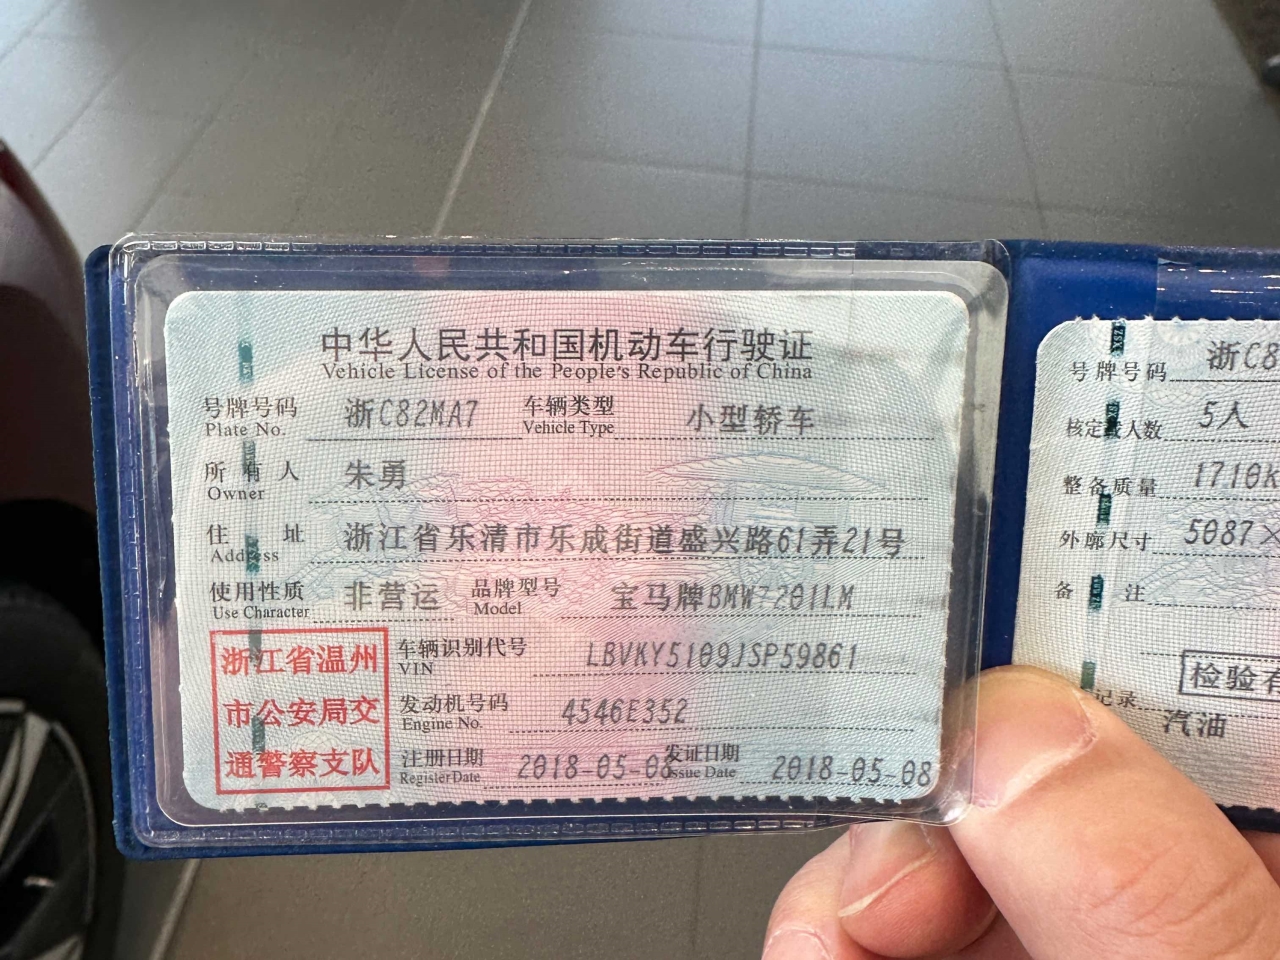 中华人民共和国机动车行驶证
Vehicle License of the People's Republic of China
号牌号码 浙C82MA7 车辆类型 小型轿车
Plate No. Vehicle Type
所有人 朱勇
Owner
住址 浙江省乐清市乐成街道盛兴路61弄21号
Address
使用性质 非营运 品牌型号 宝马牌BMW7201LM
Use Character Model
浙江省温州
市公安局交
通警察支队
车辆识别代号 LBVKY5109JSP59861
VIN
发动机号码 4546E352
Engine No.
注册日期 2018-05-08 发证日期 2018-05-08
Register Date Issue Date
号牌号码 浙C8
核定载人数 5人
整备质量 1710K
外廓尺寸 5087×
备注
检验有
记录
汽油